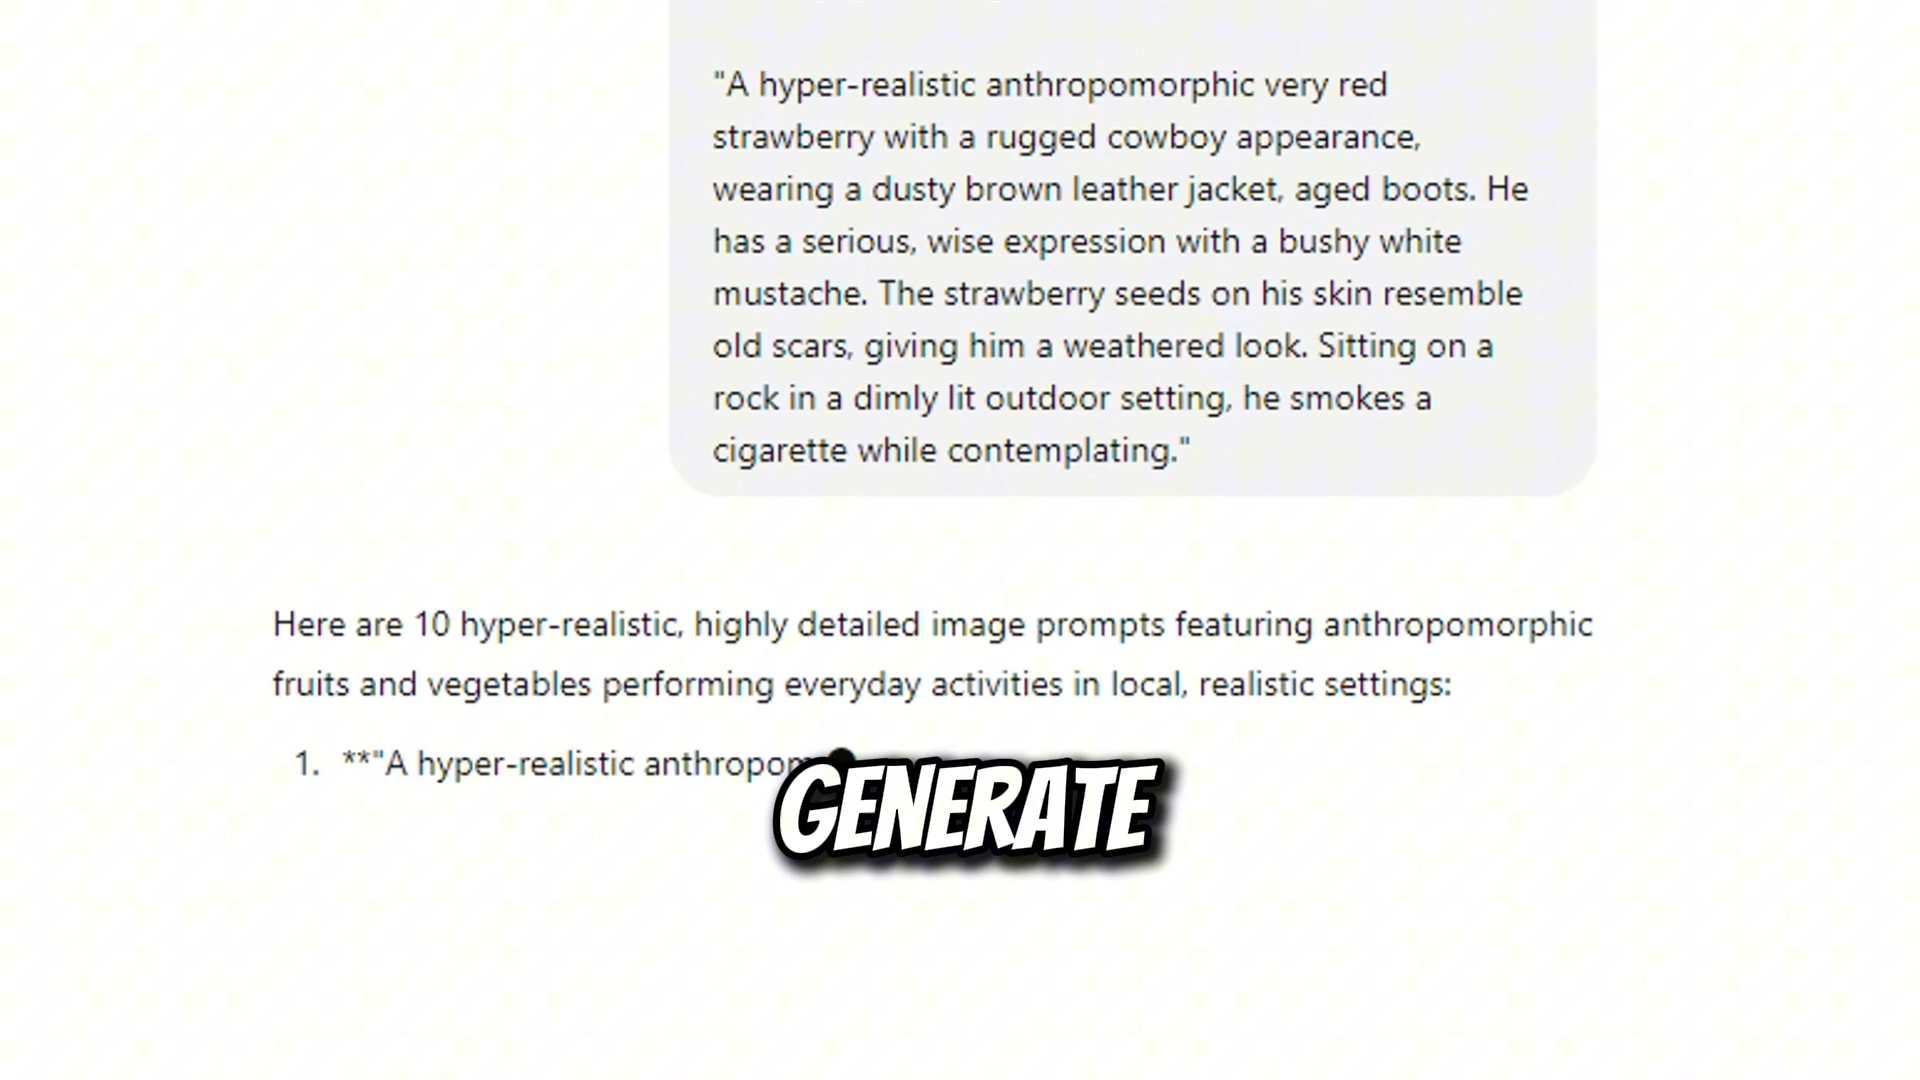 "A hyper-realistic anthropomorphic very red
strawberry with a rugged cowboy appearance,
wearing a dusty brown leather jacket, aged boots. He
has a serious, wise expression with a bushy white
mustache. The strawberry seeds on his skin resemble
old scars, giving him a weathered look. Sitting on a
rock in a dimly lit outdoor setting, he smokes a
cigarette while contemplating."
Here are 10 hyper-realistic, highly detailed image prompts featuring anthropomorphic
fruits and vegetables performing everyday activities in local, realistic settings:
1. **"A hyper-realistic anthropom
GENERATE